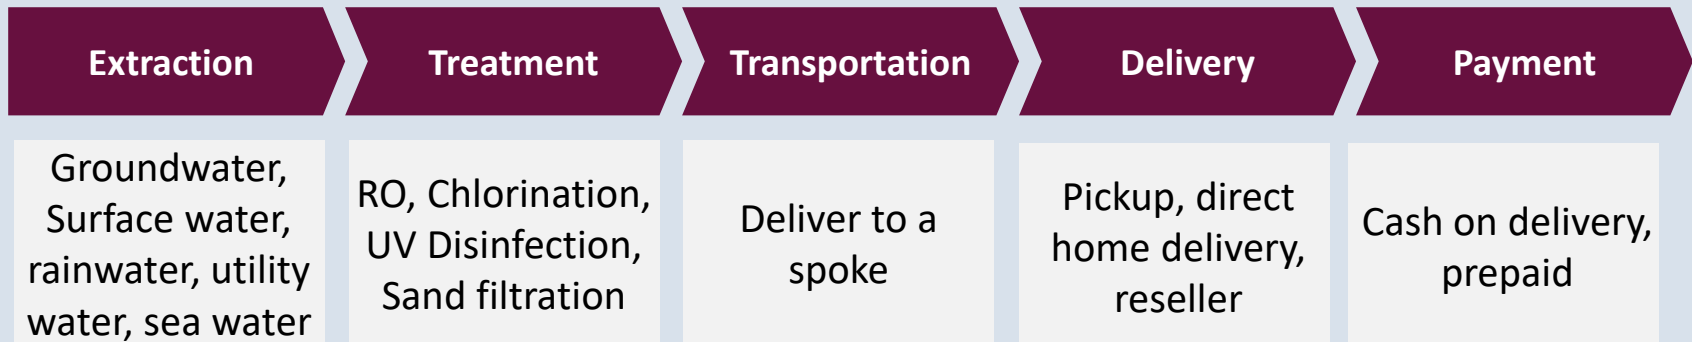 Extraction
Treatment
Transportation
Delivery
Payment
Groundwater,
Surface water,
rainwater, utility
water, sea water
RO, Chlorination,
UV Disinfection,
Sand filtration
Deliver to a
spoke
Pickup, direct
home delivery,
reseller
Cash on delivery,
prepaid